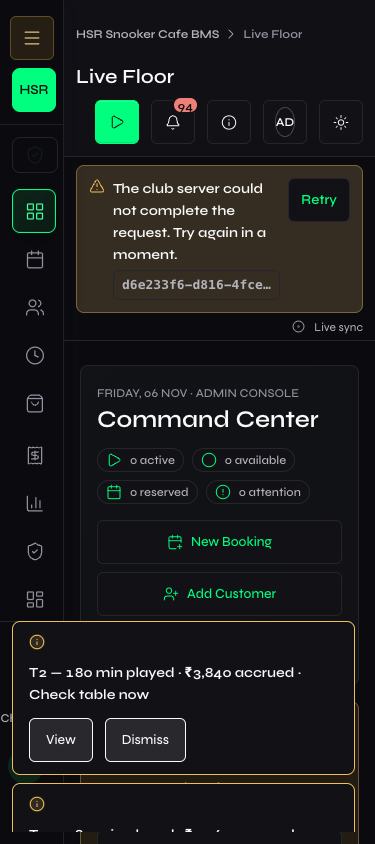 HSR Snooker Cafe BMS > Live Floor
HSR
Live Floor
94
AD
The club server could
not complete the
request. Try again in a
moment.
Retry
d6e233f6-d816-4fce…
Live sync
FRIDAY, 06 NOV · ADMIN CONSOLE
Command Center
0 active
0 available
0 reserved
0 attention
New Booking
Add Customer
T2 — 180 min played · ₹3,840 accrued ·
Check table now
View
Dismiss